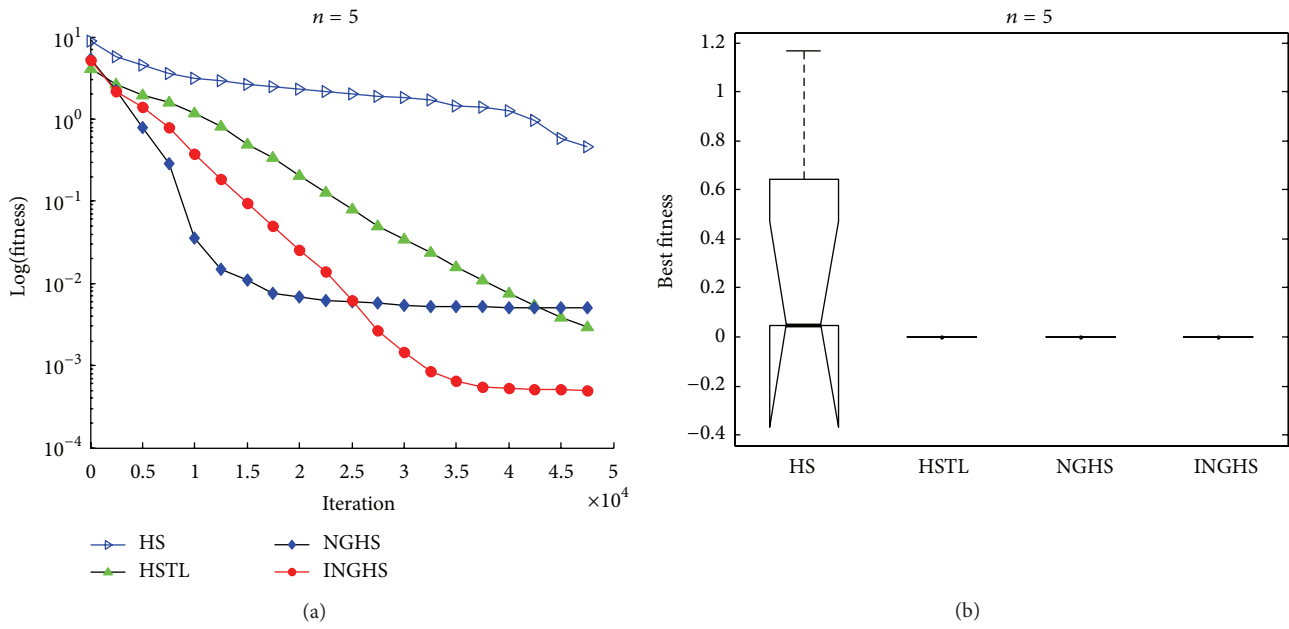 n = 5
10^1
10^0
10^−1
10^−2
10^−3
10^−4
Log(fitness)
0 0.5 1 1.5 2 2.5 3 3.5 4 4.5 5
×10^4
Iteration
HS
HSTL
NGHS
INGHS
(a)
n = 5
1.2
1
0.8
0.6
0.4
0.2
0
−0.2
−0.4
Best fitness
HS HSTL NGHS INGHS
(b)